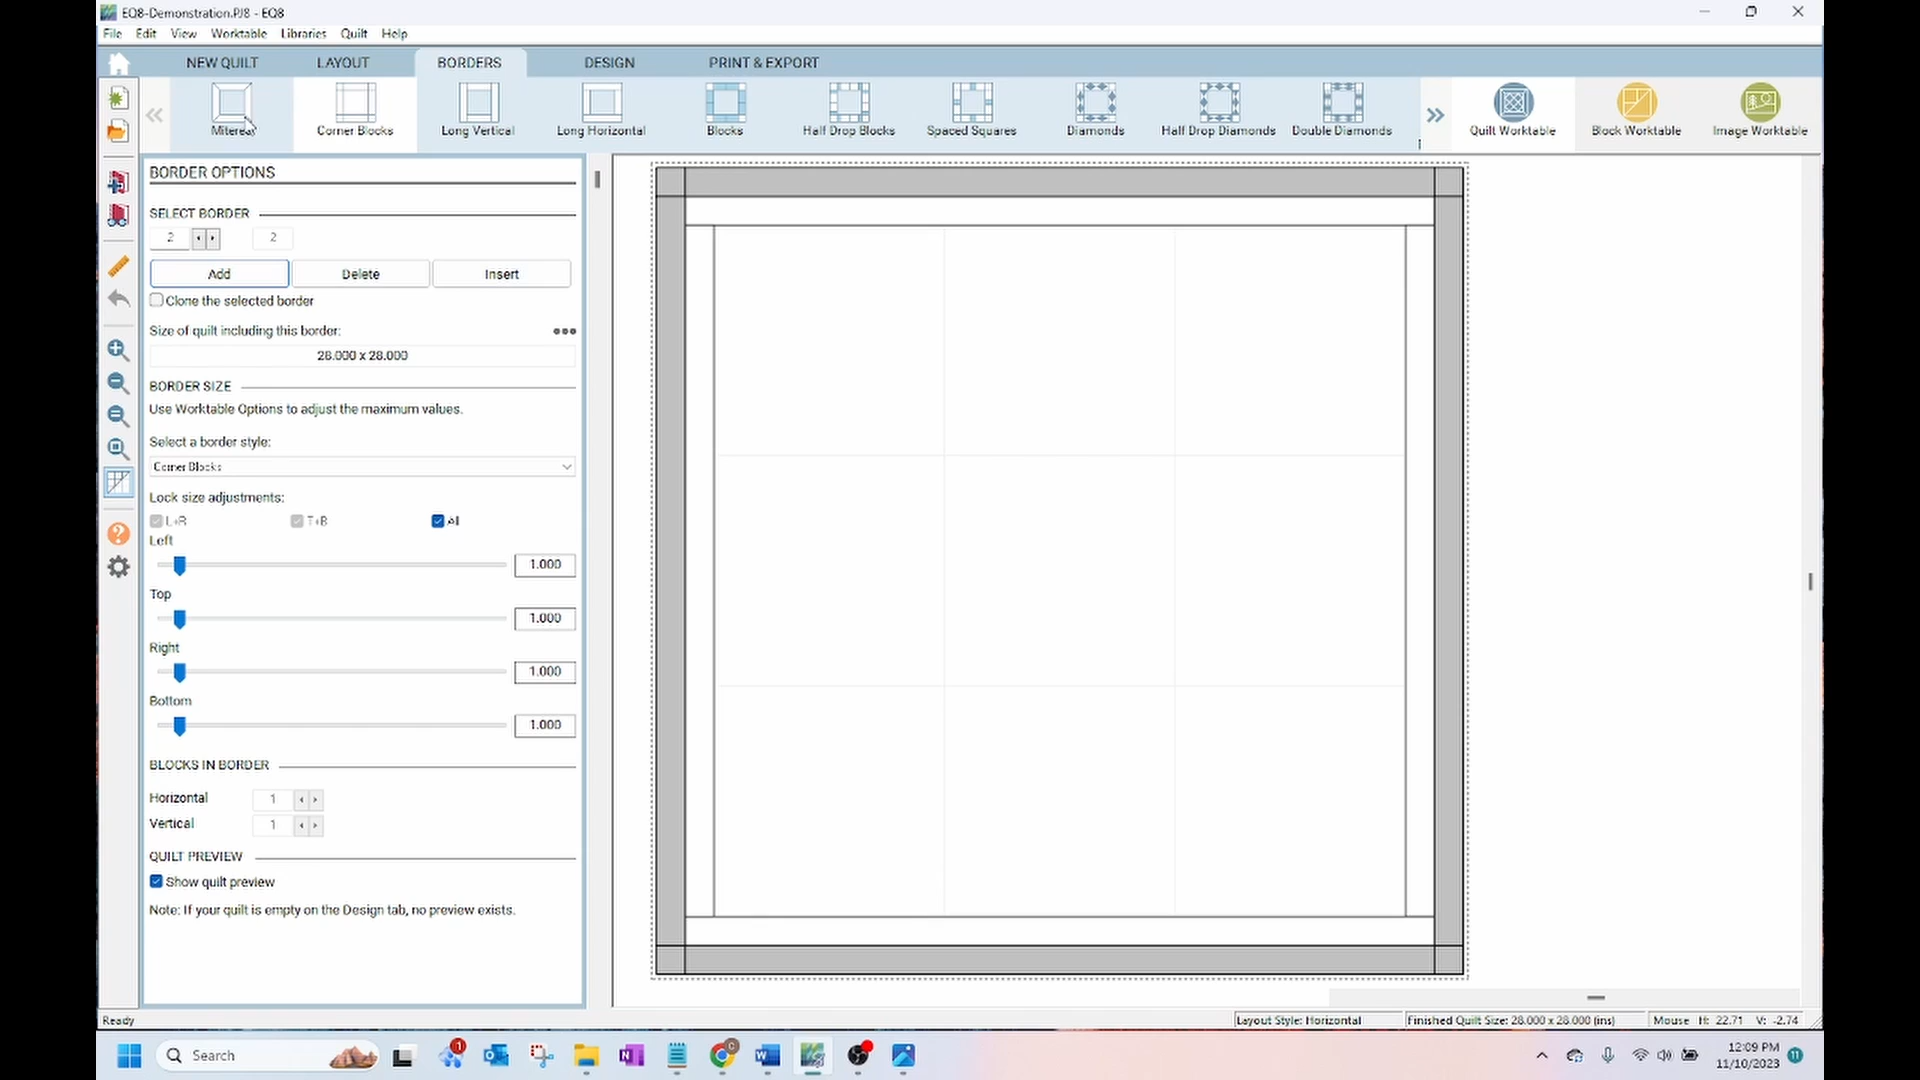 EQ8-Demonstration.PJ8 - EQ8
File Edit View Worktable Libraries Quilt Help
NEW QUILT LAYOUT BORDERS DESIGN PRINT & EXPORT
Mitered Corner Blocks Long Vertical Long Horizontal Blocks Half Drop Blocks Spaced Squares Diamonds Half Drop Diamonds Double Diamonds Quilt Worktable Block Worktable Image Worktable
BORDER OPTIONS
SELECT BORDER
2 2
Add Delete Insert
Clone the selected border
Size of quilt including this border:
28.000 x 28.000
BORDER SIZE
Use Worktable Options to adjust the maximum values.
Select a border style:
Corner Blocks
Lock size adjustments:
L+R T+B All
Left
1.000
Top
1.000
Right
1.000
Bottom
1.000
BLOCKS IN BORDER
Horizontal 1
Vertical 1
QUILT PREVIEW
Show quilt preview
Note: If your quilt is empty on the Design tab, no preview exists.
Ready Layout Style: Horizontal Finished Quilt Size: 28.000 x 28.000 (ins) Mouse H: 22.71 V: -2.74
Search 1 12:09 PM
11/10/2023 11